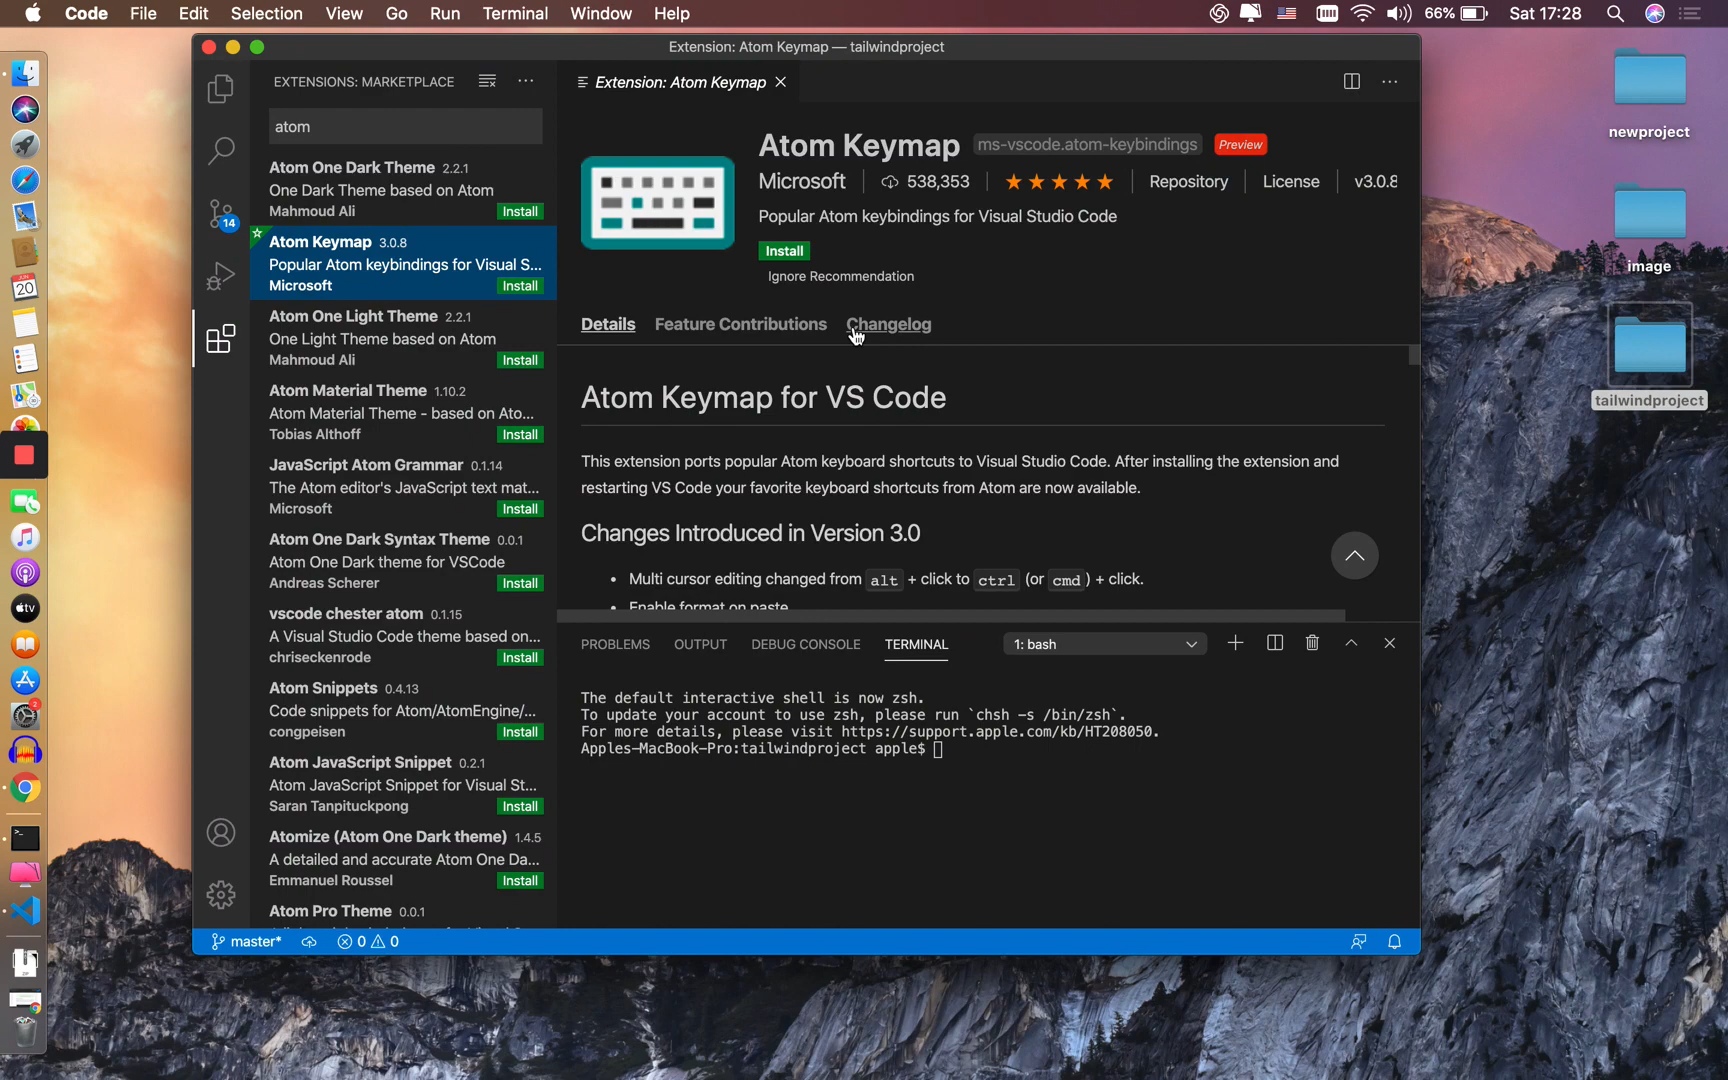 Code File Edit Selection View Go Run Terminal Window Help
66% Sat 17:28
Extension: Atom Keymap — tailwindproject
EXTENSIONS: MARKETPLACE
atom
Atom One Dark Theme 2.2.1
One Dark Theme based on Atom
Mahmoud Ali Install
Atom Keymap 3.0.8
Popular Atom keybindings for Visual S...
Microsoft Install
Atom One Light Theme 2.2.1
One Light Theme based on Atom
Mahmoud Ali Install
Atom Material Theme 1.10.2
Atom Material Theme - based on Ato...
Tobias Althoff Install
JavaScript Atom Grammar 0.1.14
The Atom editor's JavaScript text mat...
Microsoft Install
Atom One Dark Syntax Theme 0.0.1
Atom One Dark theme for VSCode
Andreas Scherer Install
vscode chester atom 0.1.15
A Visual Studio Code theme based on...
chriseckenrode Install
Atom Snippets 0.4.13
Code snippets for Atom/AtomEngine/...
congpeisen Install
Atom JavaScript Snippet 0.2.1
Atom JavaScript Snippet for Visual St...
Saran Tanpituckpong Install
Atomize (Atom One Dark theme) 1.4.5
A detailed and accurate Atom One Da...
Emmanuel Roussel Install
Atom Pro Theme 0.0.1
14
Extension: Atom Keymap
Atom Keymap ms-vscode.atom-keybindings Preview
Microsoft 538,353 Repository License v3.0.8
Popular Atom keybindings for Visual Studio Code
Install
Ignore Recommendation
Details Feature Contributions Changelog
Atom Keymap for VS Code
This extension ports popular Atom keyboard shortcuts to Visual Studio Code. After installing the extension and
restarting VS Code your favorite keyboard shortcuts from Atom are now available.
Changes Introduced in Version 3.0
• Multi cursor editing changed from alt + click to ctrl (or cmd) + click.
• Enable format on paste
PROBLEMS OUTPUT DEBUG CONSOLE TERMINAL 1: bash
The default interactive shell is now zsh.
To update your account to use zsh, please run `chsh -s /bin/zsh`.
For more details, please visit https://support.apple.com/kb/HT208050.
Apples-MacBook-Pro:tailwindproject apple$
master* 0 0
newproject
image
tailwindproject
JUN
20
2
tv
ZIP